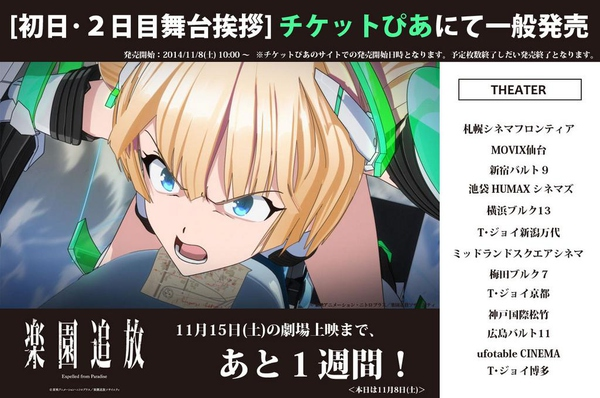 [初日・２日目舞台挨拶] チケットぴあにて一般発売
発売開始：2014/11/8(土) 10:00～ ※チケットぴあのサイトでの発売開始日時となります。予定枚数終了しだい発売終了となります。
THEATER
札幌シネマフロンティア
MOVIX仙台
新宿バルト９
池袋 HUMAX シネマズ
横浜ブルク13
T・ジョイ新潟万代
ミッドランドスクエアシネマ
梅田ブルク７
T・ジョイ京都
神戸国際松竹
広島バルト11
ufotable CINEMA
T・ジョイ博多
楽園追放
Expelled from Paradise
11月15日(土)の劇場上映まで、
あと１週間！
＜本日は11月8日(土)＞